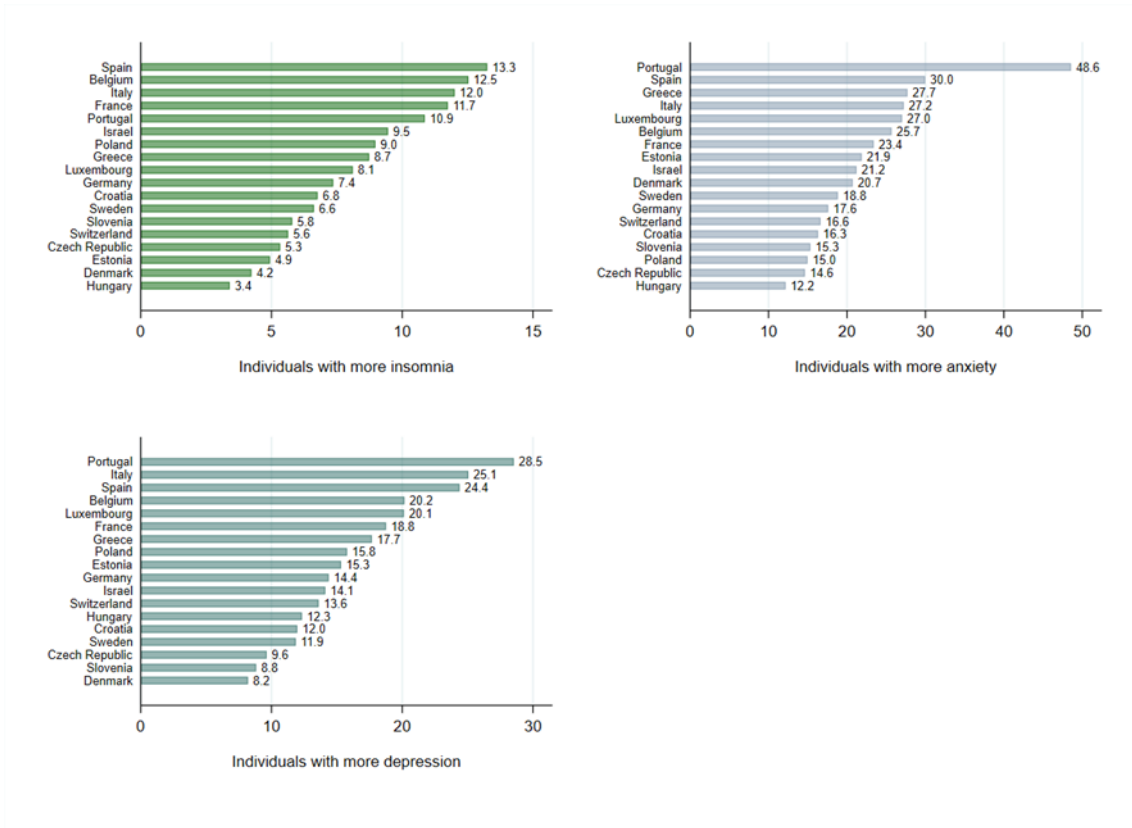 Spain 13.3
Belgium 12.5
Italy 12.0
France 11.7
Portugal 10.9
Israel 9.5
Poland 9.0
Greece 8.7
Luxembourg 8.1
Germany 7.4
Croatia 6.8
Sweden 6.6
Slovenia 5.8
Switzerland 5.6
Czech Republic 5.3
Estonia 4.9
Denmark 4.2
Hungary 3.4
0 5 10 15
Individuals with more insomnia
Portugal 48.6
Spain 30.0
Greece 27.7
Italy 27.2
Luxembourg 27.0
Belgium 25.7
France 23.4
Estonia 21.9
Israel 21.2
Denmark 20.7
Sweden 18.8
Germany 17.6
Switzerland 16.6
Croatia 16.3
Slovenia 15.3
Poland 15.0
Czech Republic 14.6
Hungary 12.2
0 10 20 30 40 50
Individuals with more anxiety
Portugal 28.5
Italy 25.1
Spain 24.4
Belgium 20.2
Luxembourg 20.1
France 18.8
Greece 17.7
Poland 15.8
Estonia 15.3
Germany 14.4
Israel 14.1
Switzerland 13.6
Hungary 12.3
Croatia 12.0
Sweden 11.9
Czech Republic 9.6
Slovenia 8.8
Denmark 8.2
0 10 20 30
Individuals with more depression